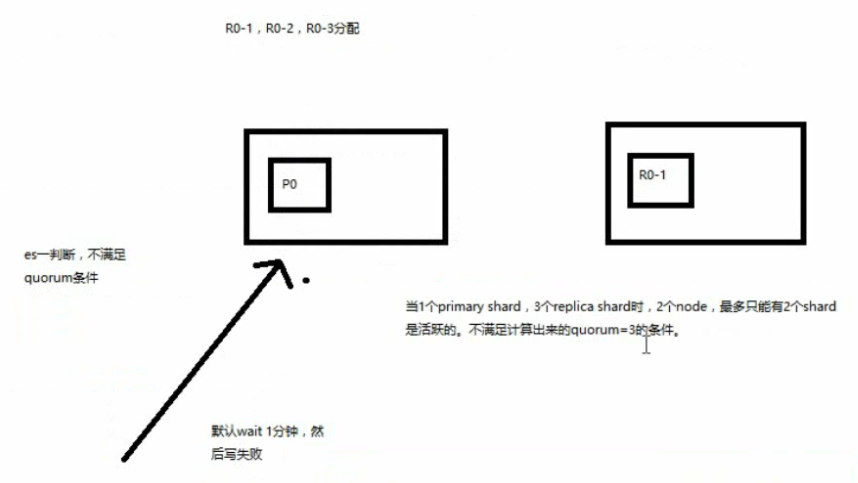 R0-1，R0-2，R0-3分配
P0
R0-1
es一判断，不满足
quorum条件
当1个primary shard，3个replica shard时，2个node，最多只能有2个shard
是活跃的。不满足计算出来的quorum=3的条件。
默认wait 1分钟，然
后写失败